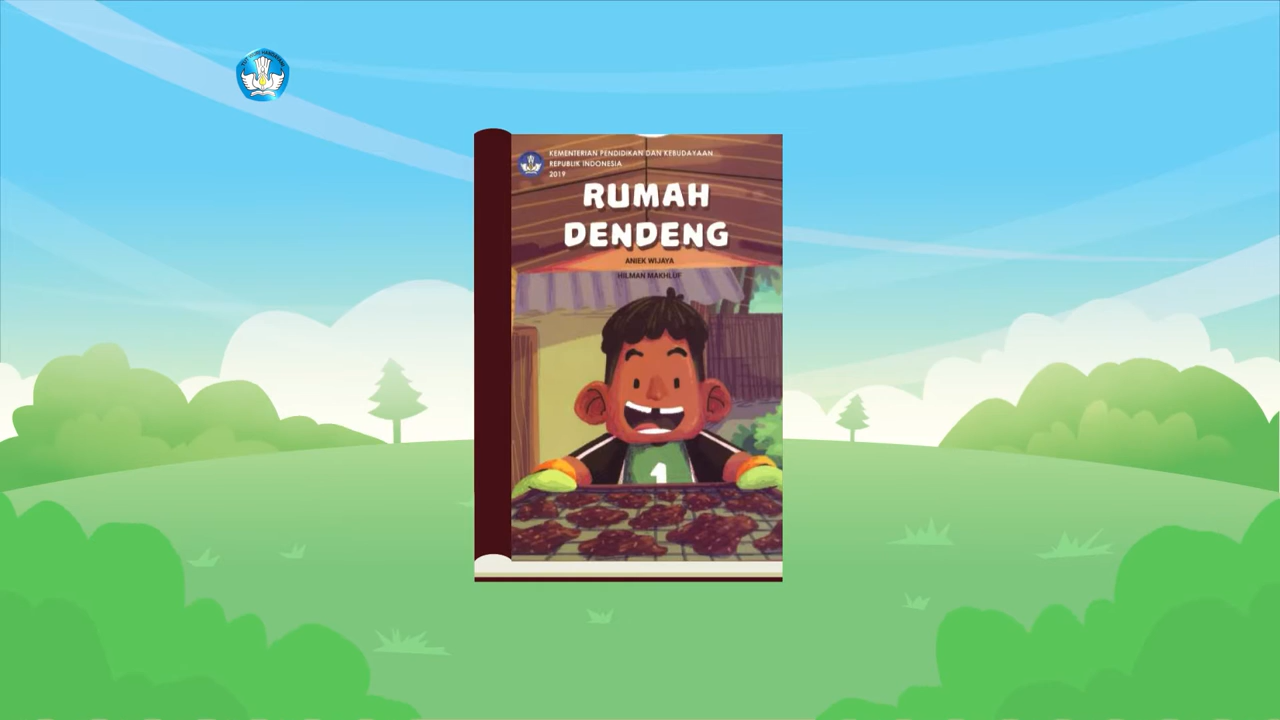 KEMENTERIAN PENDIDIKAN DAN KEBUDAYAAN
REPUBLIK INDONESIA
2019
RUMAH
DENDENG
ANIEK WIJAYA
HILMAN MAKHLUF
1